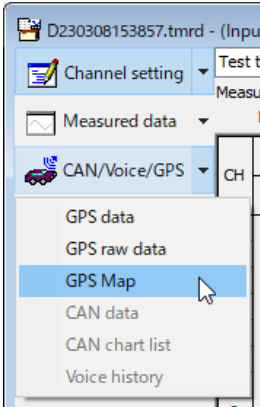 D230308153857.tmrd - (Inpu
Channel setting
Test t
Measu
Measured data
CAN/Voice/GPS
CH
GPS data
GPS raw data
GPS Map
CAN data
CAN chart list
Voice history